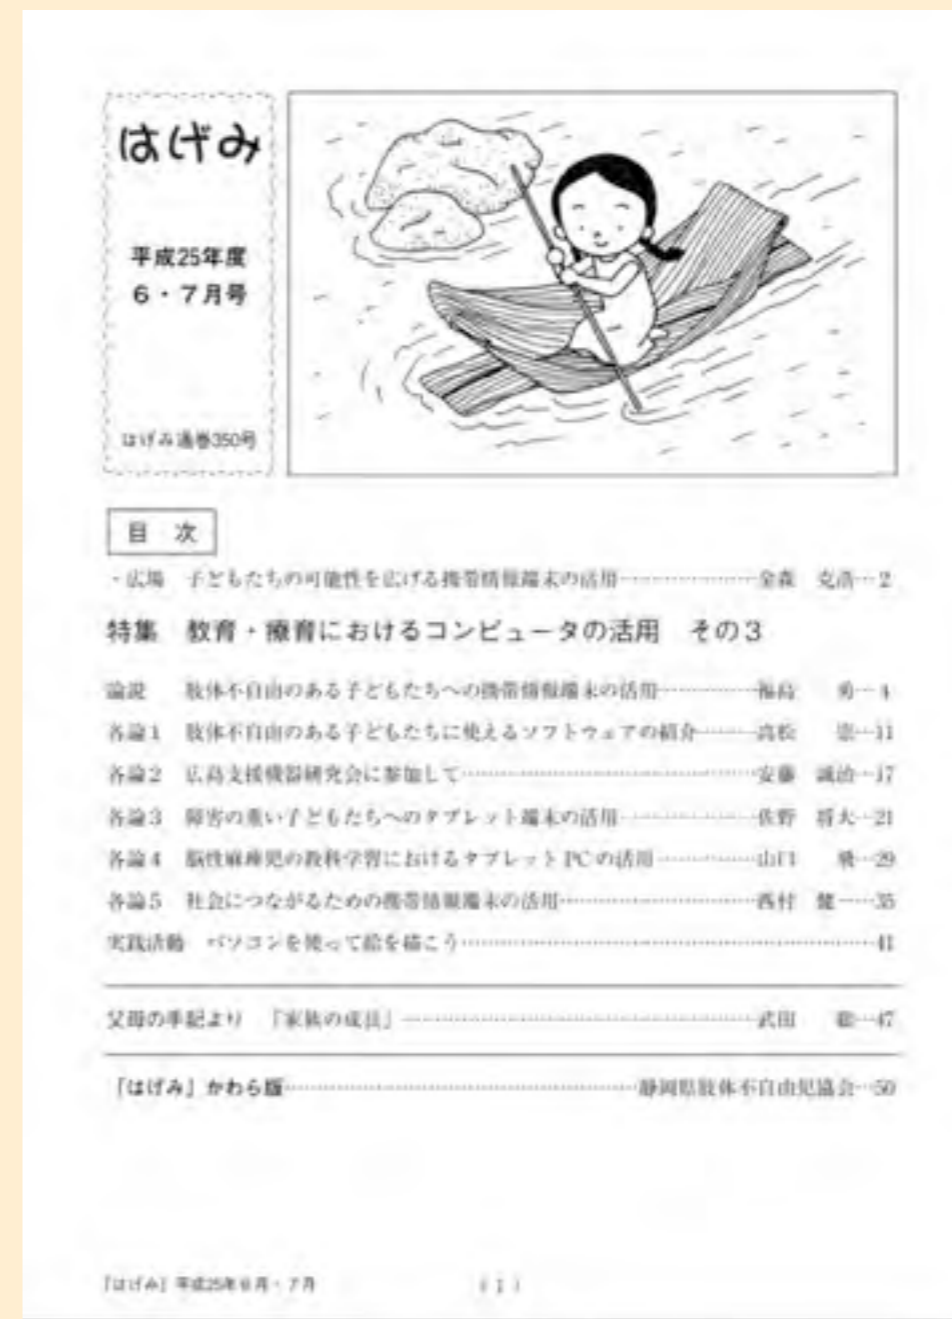 はげみ
平成25年度
6・7月号
はげみ通巻350号
目 次
・広場 子どもたちの可能性を広げる携帯情報端末の活用……………金森 克浩…2
特集 教育・療育におけるコンピュータの活用 その3
論説 肢体不自由のある子どもたちへの携帯情報端末の活用…………福島 勇…4
各論1 肢体不自由のある子どもたちに使えるソフトウェアの紹介………高松 崇…11
各論2 広島支援機器研究会に参加して……………………………………安藤 誠治…17
各論3 障害の重い子どもたちへのタブレット端末の活用………………佐野 将大…21
各論4 脳性麻痺児の教科学習におけるタブレットPCの活用……………山口 飛…29
各論5 社会につながるための携帯情報端末の活用………………………西村 健……35
実践活動 パソコンを使って絵を描こう……………………………………………………41
父母の手記より 「家族の成長」……………………………………………武田 …47
「はげみ」かわら版……………………………………………静岡県肢体不自由児協会…50
「はげみ」平成25年6月・7月
( 1 )